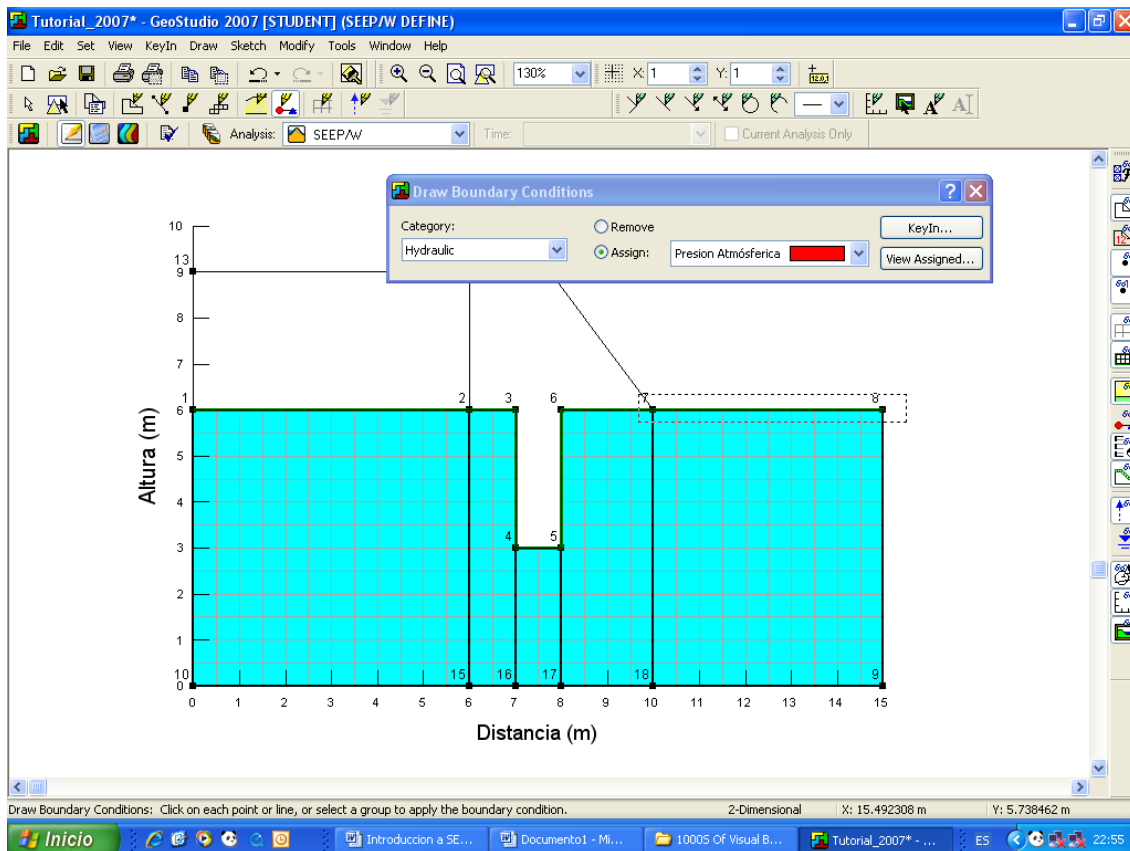 Tutorial_2007* - GeoStudio 2007 [STUDENT] (SEEP/W DEFINE)
File Edit Set View KeyIn Draw Sketch Modify Tools Window Help
130% X: 1 Y: 1 12.0,1
Analysis: SEEP/W Time: Current Analysis Only
Draw Boundary Conditions
Category:
Hydraulic
Remove
Assign: Presion Atmósferica
KeyIn...
View Assigned...
10
13
9
8
7
1 2 3 6 7 8
6
5
4
4 5
3
2
1
10 15 16 17 18 9
0
0 1 2 3 4 5 6 7 8 9 10 11 12 13 14 15
Altura (m)
Distancia (m)
Draw Boundary Conditions: Click on each point or line, or select a group to apply the boundary condition. 2-Dimensional X: 15.492308 m Y: 5.738462 m
Inicio Introduccion a SE... Documento1 - Mi... 1000S Of Visual B... Tutorial_2007* - ... ES 22:55